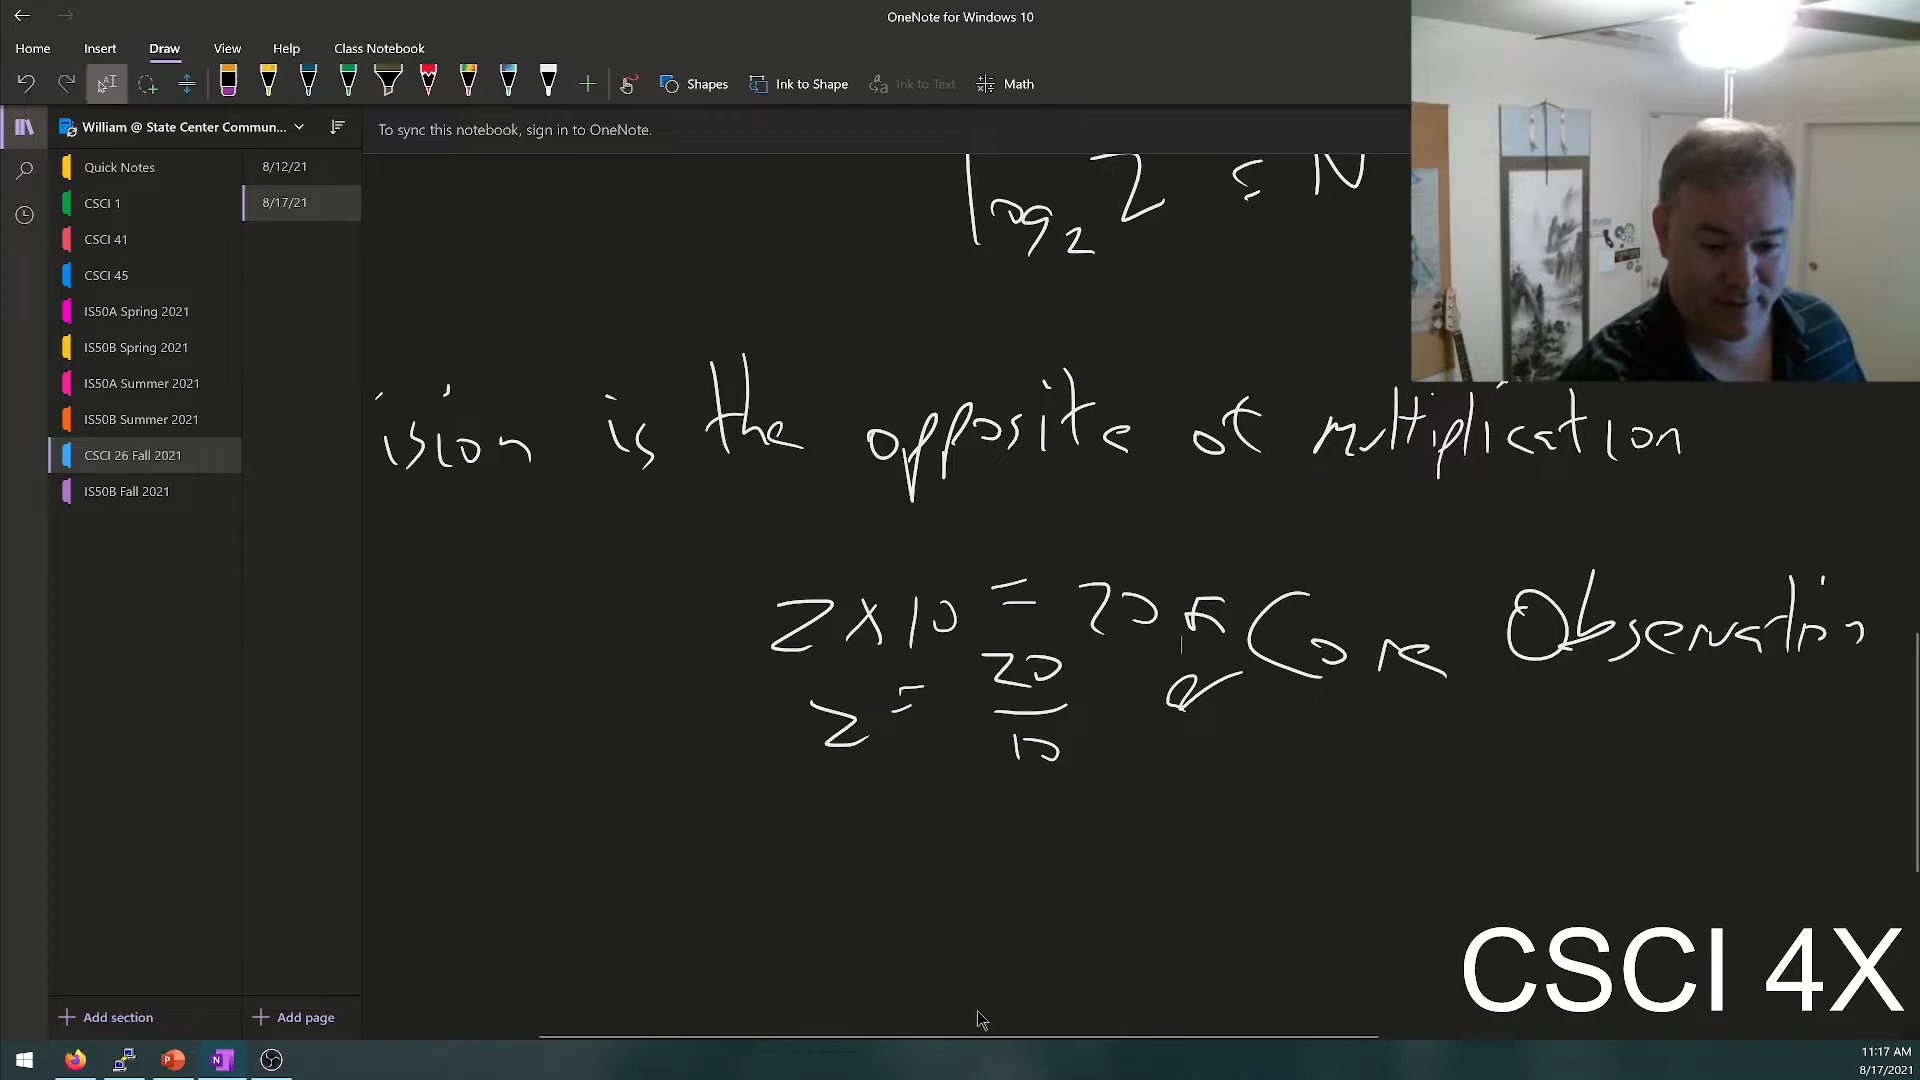 OneNote for Windows 10
Home Insert Draw View Help Class Notebook
Shapes Ink to Shape Ink to Text Math
William @ State Center Commun...
To sync this notebook, sign in to OneNote.
Quick Notes
CSCI 1
CSCI 41
CSCI 45
IS50A Spring 2021
IS50B Spring 2021
IS50A Summer 2021
IS50B Summer 2021
CSCI 26 Fall 2021
IS50B Fall 2021
8/12/21
8/17/21
log₂ Z = N
ision is the opposite of multiplication
2 x 10 = 20 Core Observation
2 = 20
10
CSCI 4X
Add section Add page
11:17 AM
8/17/2021